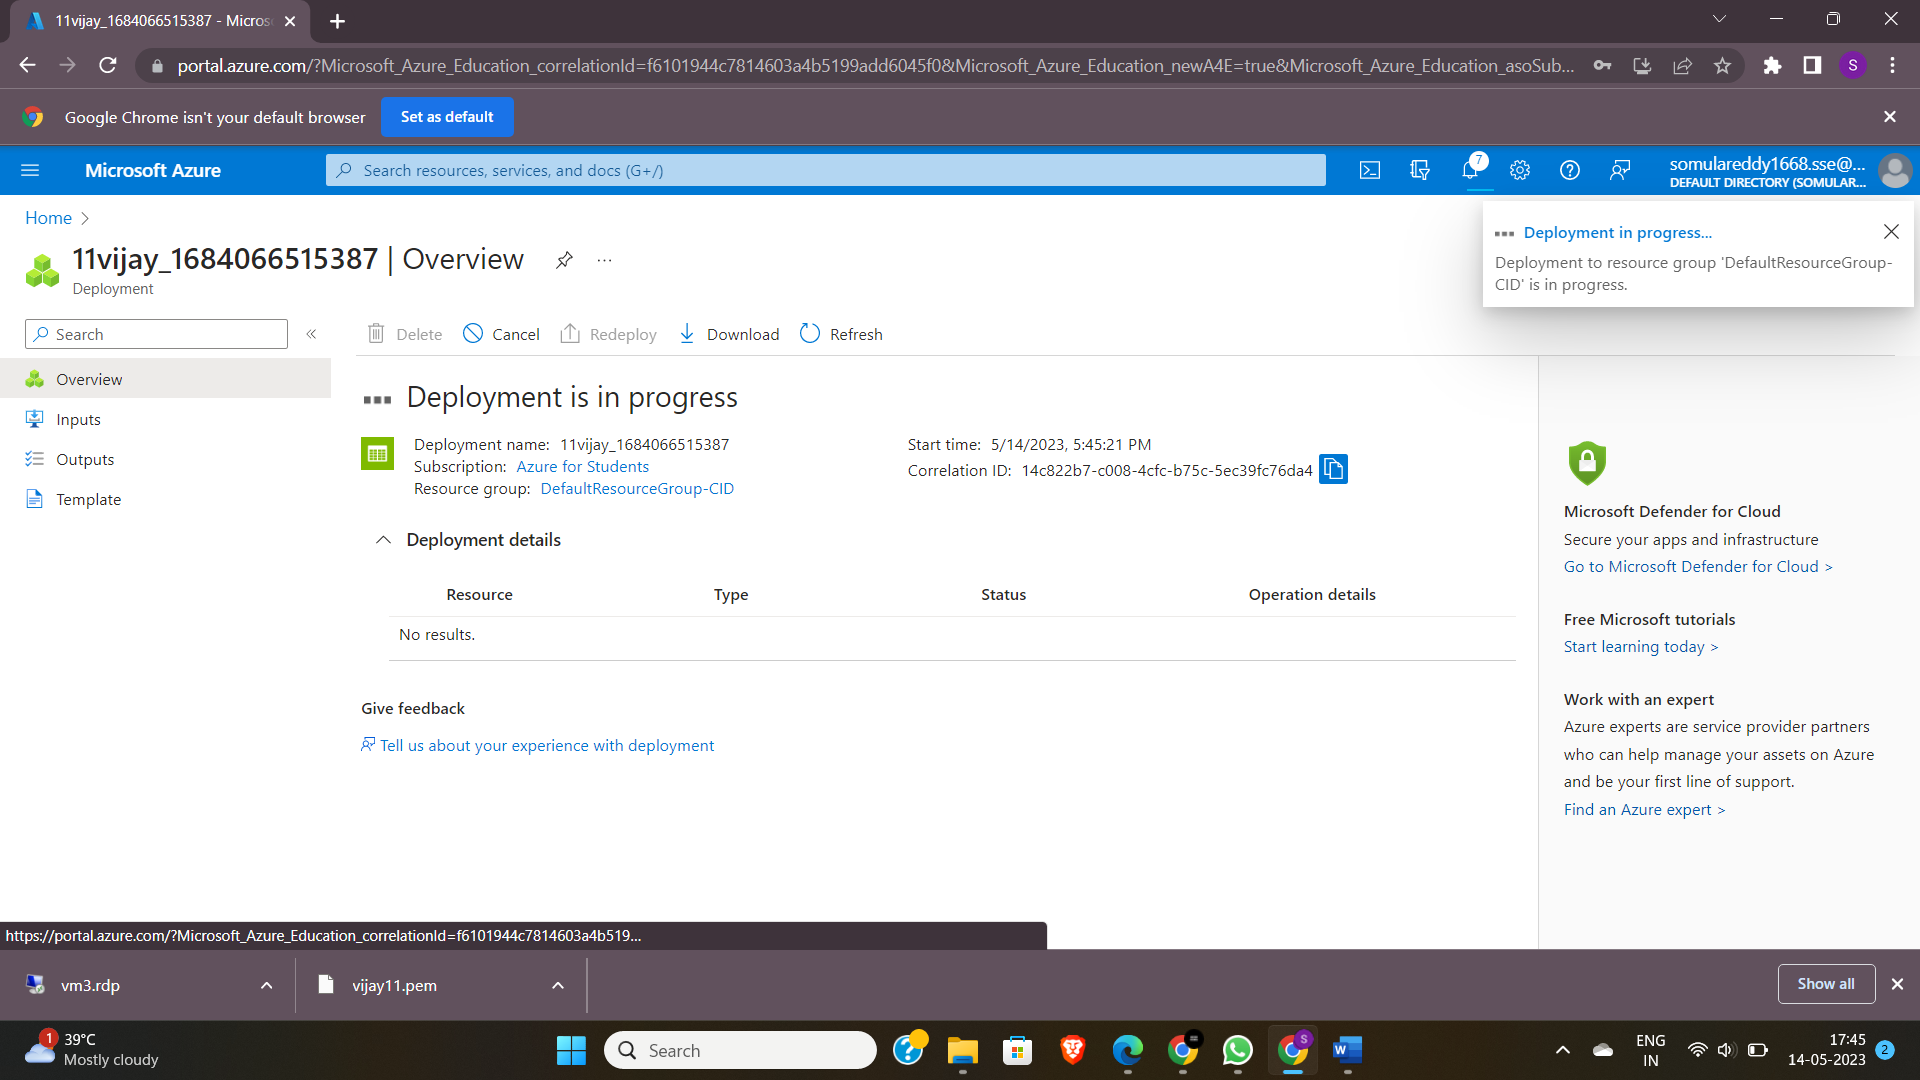 11vijay_1684066515387 - Micros
portal.azure.com/?Microsoft_Azure_Education_correlationId=f6101944c7814603a4b5199add6045f0&Microsoft_Azure_Education_newA4E=true&Microsoft_Azure_Education_asoSub...
S
Google Chrome isn't your default browser
Set as default
Microsoft Azure
Search resources, services, and docs (G+/)
7
somulareddy1668.sse@...
DEFAULT DIRECTORY (SOMULAR...
Home
Deployment in progress...
Deployment to resource group 'DefaultResourceGroup-
CID' is in progress.
11vijay_1684066515387 | Overview
Deployment
Search
Delete
Cancel
Redeploy
Download
Refresh
Overview
Inputs
Outputs
Template
Deployment is in progress
Deployment name: 11vijay_1684066515387
Subscription: Azure for Students
Resource group: DefaultResourceGroup-CID
Start time: 5/14/2023, 5:45:21 PM
Correlation ID: 14c822b7-c008-4cfc-b75c-5ec39fc76da4
Deployment details
Resource Type Status Operation details
No results.
Give feedback
Tell us about your experience with deployment
Microsoft Defender for Cloud
Secure your apps and infrastructure
Go to Microsoft Defender for Cloud >
Free Microsoft tutorials
Start learning today >
Work with an expert
Azure experts are service provider partners
who can help manage your assets on Azure
and be your first line of support.
Find an Azure expert >
https://portal.azure.com/?Microsoft_Azure_Education_correlationId=f6101944c7814603a4b519...
vm3.rdp
vijay11.pem
Show all
1
39°C
Mostly cloudy
Search
S
W
ENG
IN
17:45
14-05-2023
2